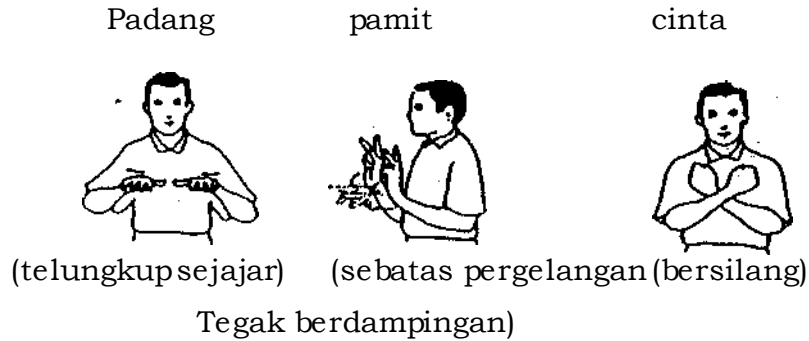 Padang pamit cinta
(telungkup sejajar) (sebatas pergelangan (bersilang)
Tegak berdampingan)